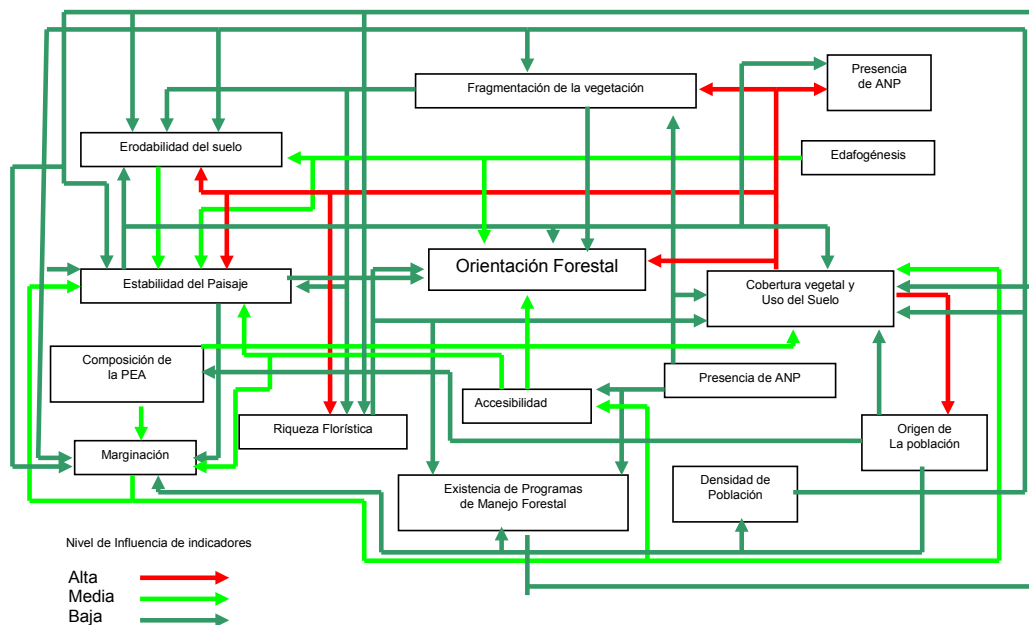 Presencia
de ANP
Fragmentación de la vegetación
Erodabilidad del suelo
Edafogénesis
Orientación Forestal
Estabilidad del Paisaje
Cobertura vegetal y
Uso del Suelo
Composición de
la PEA
Presencia de ANP
Accesibilidad
Riqueza Florística
Origen de
La población
Marginación
Existencia de Programas
de Manejo Forestal
Densidad de
Población
Nivel de Influencia de indicadores
Alta
Media
Baja